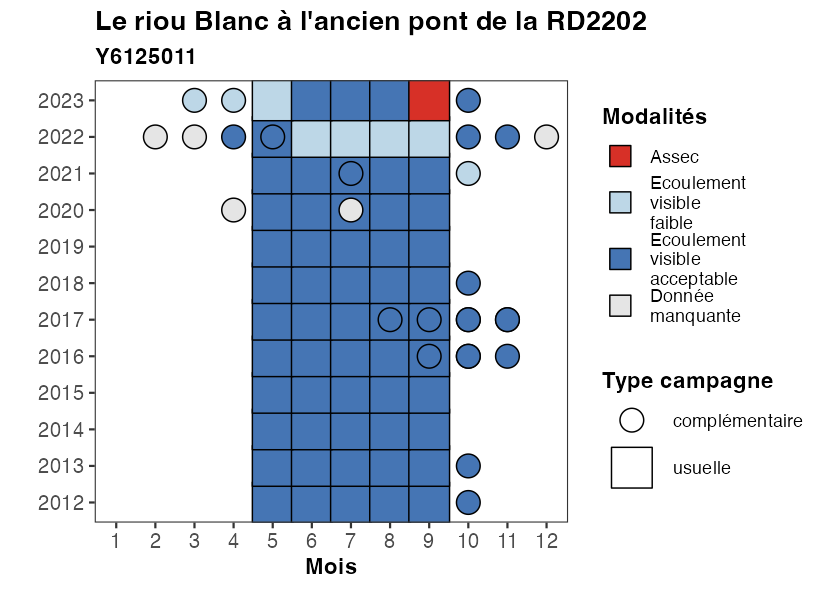 Le riou Blanc à l'ancien pont de la RD2202
Y6125011
2023
2022
2021
2020
2019
2018
2017
2016
2015
2014
2013
2012
1 2 3 4 5 6 7 8 9 10 11 12
Mois
Modalités
Assec
Ecoulement
visible
faible
Ecoulement
visible
acceptable
Donnée
manquante
Type campagne
complémentaire
usuelle